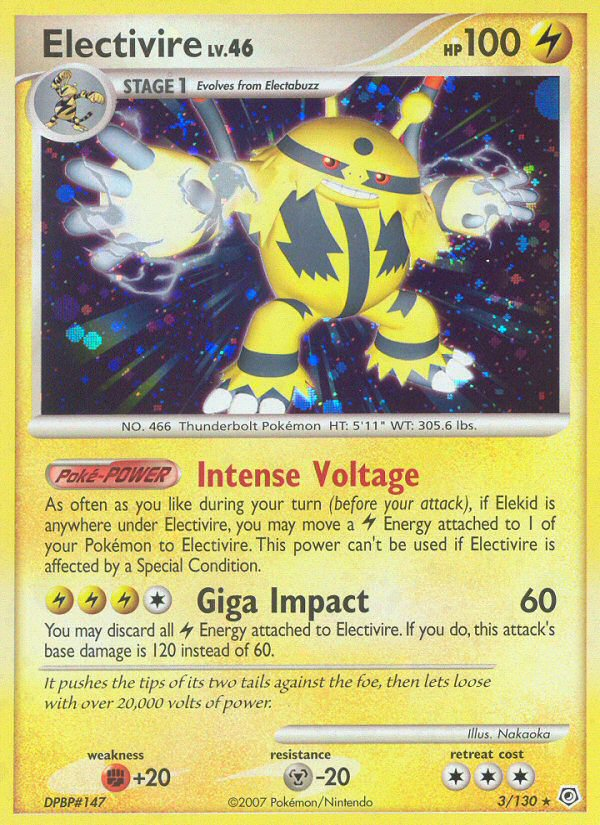 Electivire LV.46
HP 100
STAGE 1 Evolves from Electabuzz
NO. 466 Thunderbolt Pokémon HT: 5'11" WT: 305.6 lbs.
Poké-POWER Intense Voltage
As often as you like during your turn (before your attack), if Elekid is
anywhere under Electivire, you may move a Energy attached to 1 of
your Pokémon to Electivire. This power can't be used if Electivire is
affected by a Special Condition.
Giga Impact 60
You may discard all Energy attached to Electivire. If you do, this attack's
base damage is 120 instead of 60.
It pushes the tips of its two tails against the foe, then lets loose
with over 20,000 volts of power.
Illus. Nakaoka
weakness resistance retreat cost
+20 -20
DPBP#147 ©2007 Pokémon/Nintendo 3/130 ★